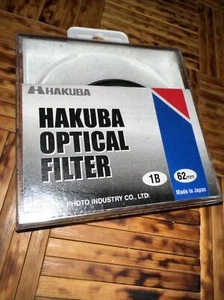 HAKUBA
HAKUBA
OPTICAL
FILTER
1B
62mm
PHOTO INDUSTRY CO., LTD.
Made in Japan